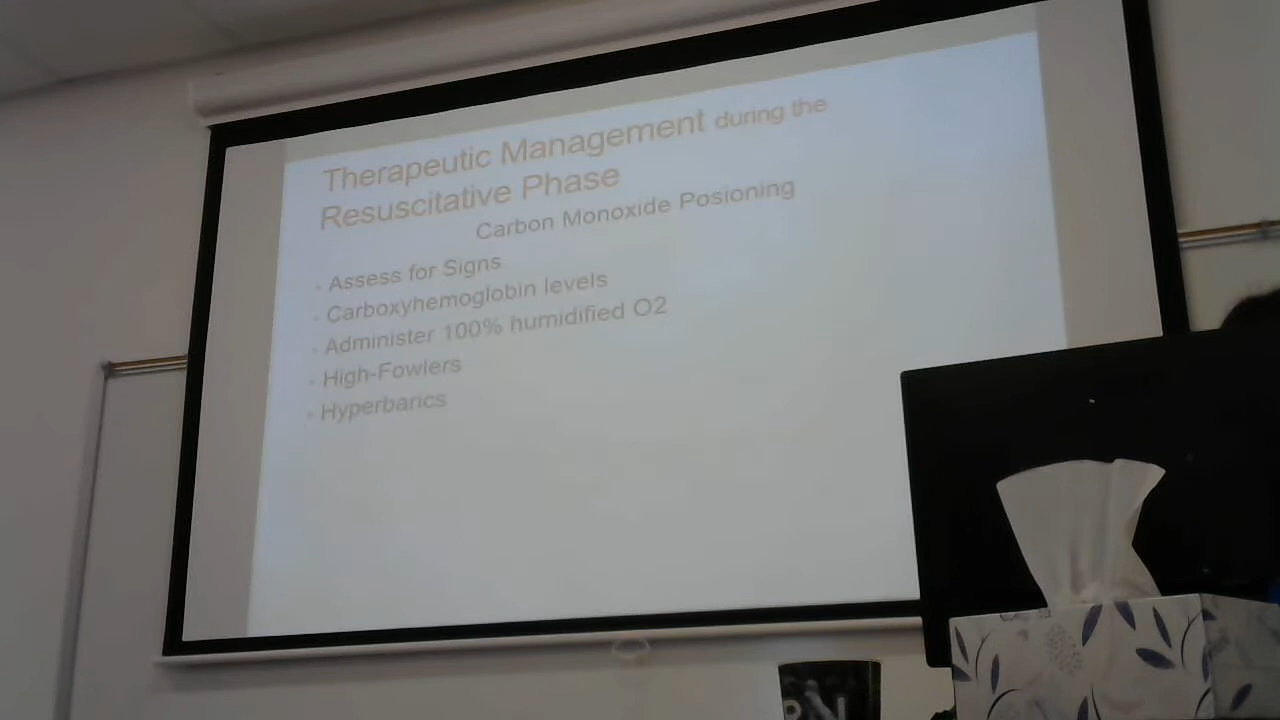 Therapeutic Management during the
Resuscitative Phase
Carbon Monoxide Posioning
• Assess for Signs
• Carboxyhemoglobin levels
• Administer 100% humidified O2
• High-Fowlers
• Hyperbarics